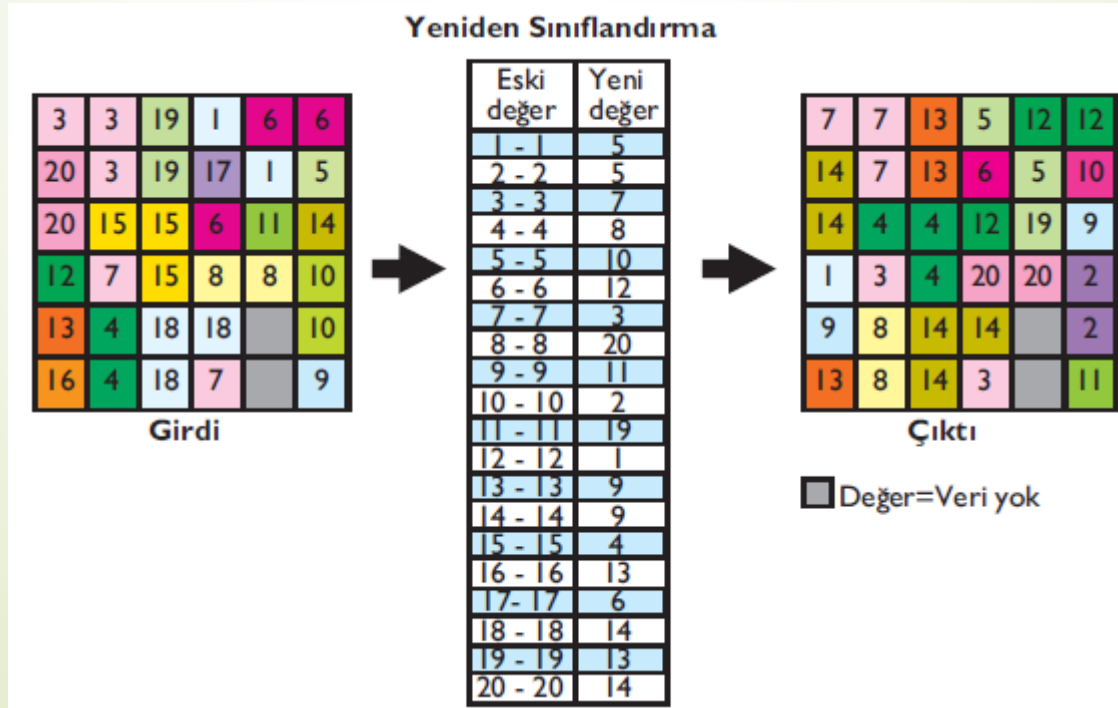 Yeniden Sınıflandırma
3 3 19 1 6 6
20 3 19 17 1 5
20 15 15 6 11 14
12 7 15 8 8 10
13 4 18 18 10
16 4 18 7 9
Girdi
Eski değer Yeni değer
1 - 1 5
2 - 2 5
3 - 3 7
4 - 4 8
5 - 5 10
6 - 6 12
7 - 7 3
8 - 8 20
9 - 9 11
10 - 10 2
11 - 11 19
12 - 12 1
13 - 13 9
14 - 14 9
15 - 15 4
16 - 16 13
17- 17 6
18 - 18 14
19 - 19 13
20 - 20 14
7 7 13 5 12 12
14 7 13 6 5 10
14 4 4 12 19 9
1 3 4 20 20 2
9 8 14 14 2
13 8 14 3 11
Çıktı
Değer=Veri yok